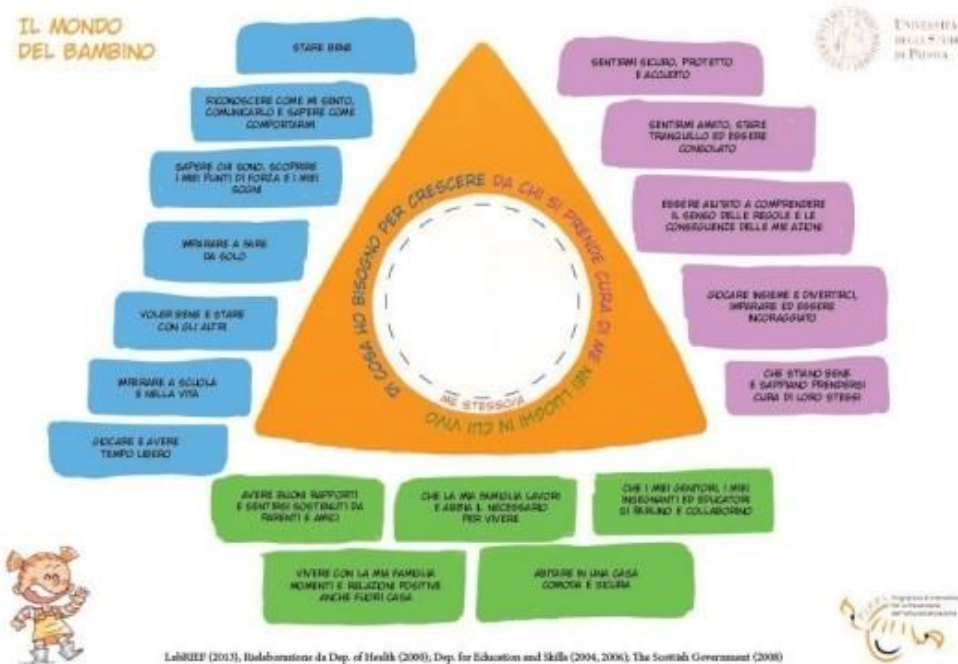 IL MONDO
DEL BAMBINO
UNIVERSITÀ
DEGLI STUDI
DI PADOVA
STARE BENE
RICONOSCERE COME MI SENTO,
COMUNICARLO E SAPERE COME
COMPORTARMI
SAPERE CHI SONO, SCOPRIRE
I MIEI PUNTI DI FORZA E I MIEI
SOGNI
IMPARARE A FARE
DA SOLO
VOLER BENE E STARE
CON GLI ALTRI
IMPARARE A SCUOLA
E NELLA VITA
GIOCARE E AVERE
TEMPO LIBERO
DI COSA HO BISOGNO PER CRESCERE
DA CHI SI PRENDE CURA DI ME
NEI LUOGHI IN CUI VIVO
ME STESSO/A
SENTIRMI SICURO, PROTETTO
E ACCUDITO
SENTIRMI AMATO, STARE
TRANQUILLO ED ESSERE
CONSOLATO
ESSERE AIUTATO A COMPRENDERE
IL SENSO DELLE REGOLE E LE
CONSEGUENZE DELLE MIE AZIONI
GIOCARE INSIEME E DIVERTIRCI,
IMPARARE ED ESSERE
INCORAGGIATO
CHE STIANO BENE
E SAPPIANO PRENDERSI
CURA DI LORO STESSI
AVERE BUONI RAPPORTI
E SENTIRSI SOSTENUTI DA
PARENTI E AMICI
CHE LA MIA FAMIGLIA LAVORI
E ABBIA IL NECESSARIO
PER VIVERE
CHE I MIEI GENITORI, I MIEI
INSEGNANTI ED EDUCATORI
SI PARLINO E COLLABORINO
VIVERE CON LA MIA FAMIGLIA
MOMENTI E RELAZIONI POSITIVE
ANCHE FUORI CASA
ABITARE IN UNA CASA
COMODA E SICURA
LabRIEF (2013), Rielaborazione da Dep. of Health (2000); Dep. for Education and Skills (2004, 2006); The Scottish Government (2008)